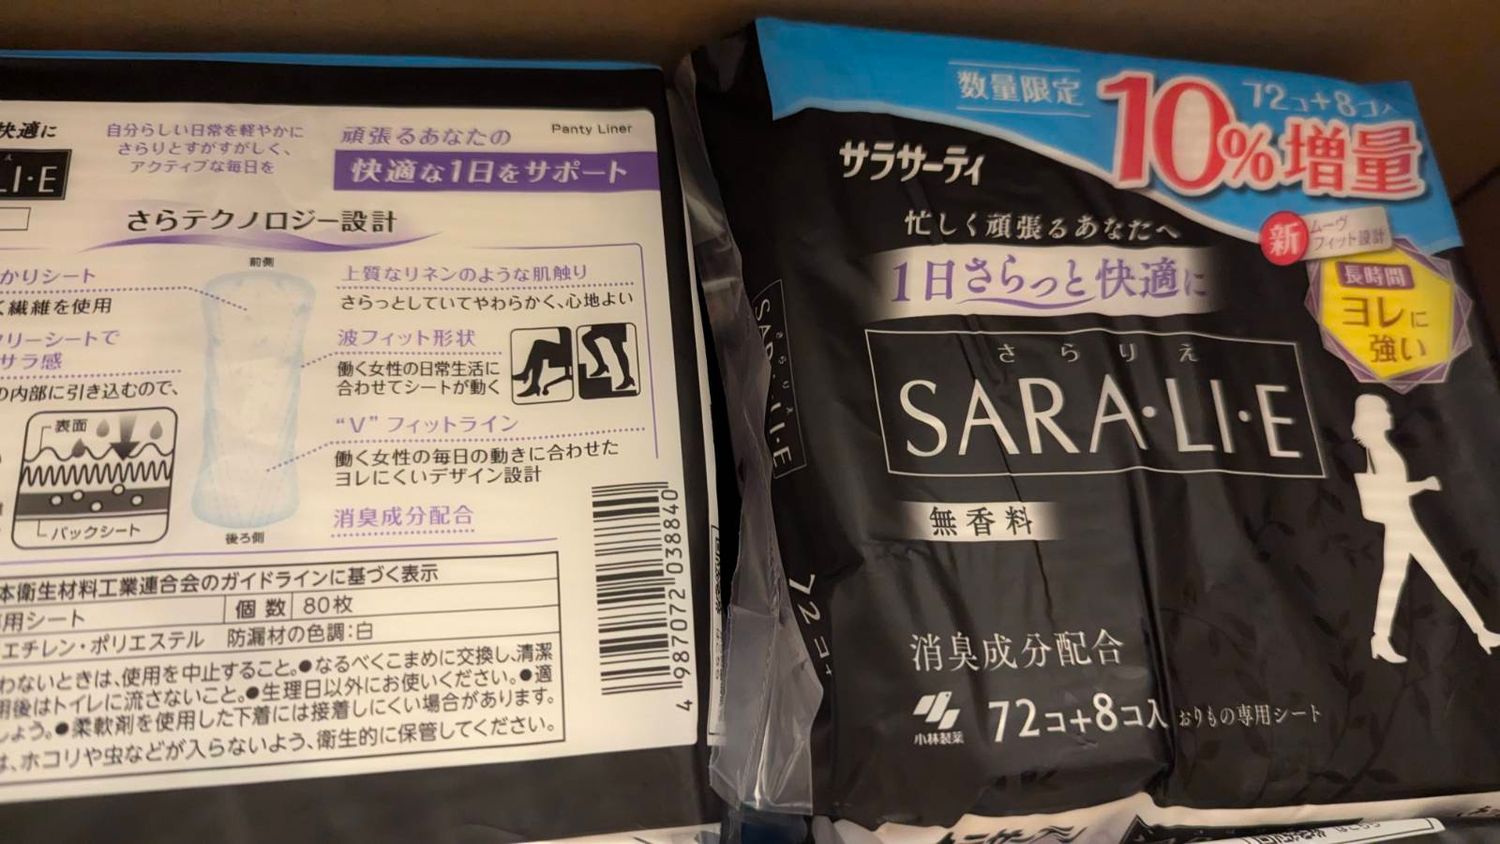 快適に
LI·E
自分らしい日常を軽やかに
さらりとすがすがしく、
アクティブな毎日を
頑張るあなたの
Panty Liner
快適な1日をサポート
さらテクノロジー設計
かりシート
く繊維を使用
リーシートで
サラ感
の内部に引き込むので、
表面
バックシート
前側
後ろ側
上質なリネンのような肌触り
さらっとしていてやわらかく、心地よい
波フィット形状
働く女性の日常生活に
合わせてシートが動く
“V”フィットライン
働く女性の毎日の動きに合わせた
ヨレにくいデザイン設計
消臭成分配合
本衛生材料工業連合会のガイドラインに基づく表示
用シート 個数 80枚
エチレン・ポリエステル 防漏材の色調:白
わないときは、使用を中止すること。●なるべくこまめに交換し、清潔
用後はトイレに流さないこと。●生理日以外にお使いください。●適
しょう。●柔軟剤を使用した下着には接着しにくい場合があります。
は、ホコリや虫などが入らないよう、衛生的に保管してください。
4 987072 038840
数量限定
10%増量
72コ+8コ入
サラサーティ
忙しく頑張るあなたへ
1日さらっと快適に
新
ムーヴ
フィット設計
長時間
ヨレに
強い
さらりえ
SARA·LI·E
無香料
消臭成分配合
小林製薬
72コ+8コ入 おりもの専用シート
さらりえ
SARA·LI·E
72コ+